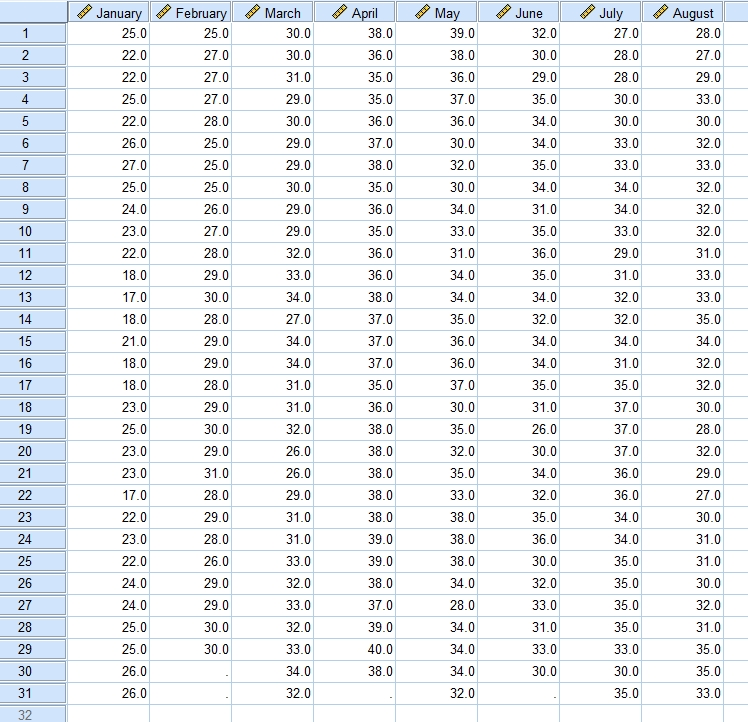 January February March April May June July August
1 25.0 25.0 30.0 38.0 39.0 32.0 27.0 28.0
2 22.0 27.0 30.0 36.0 38.0 30.0 28.0 27.0
3 22.0 27.0 31.0 35.0 36.0 29.0 28.0 29.0
4 25.0 27.0 29.0 35.0 37.0 35.0 30.0 33.0
5 22.0 28.0 30.0 36.0 36.0 34.0 30.0 30.0
6 26.0 25.0 29.0 37.0 30.0 34.0 33.0 32.0
7 27.0 25.0 29.0 38.0 32.0 35.0 33.0 33.0
8 25.0 25.0 30.0 35.0 30.0 34.0 34.0 32.0
9 24.0 26.0 29.0 36.0 34.0 31.0 34.0 32.0
10 23.0 27.0 29.0 35.0 33.0 35.0 33.0 32.0
11 22.0 28.0 32.0 36.0 31.0 36.0 29.0 31.0
12 18.0 29.0 33.0 36.0 34.0 35.0 31.0 33.0
13 17.0 30.0 34.0 38.0 34.0 34.0 32.0 33.0
14 18.0 28.0 27.0 37.0 35.0 32.0 32.0 35.0
15 21.0 29.0 34.0 37.0 36.0 34.0 34.0 34.0
16 18.0 29.0 34.0 37.0 36.0 34.0 31.0 32.0
17 18.0 28.0 31.0 35.0 37.0 35.0 35.0 32.0
18 23.0 29.0 31.0 36.0 30.0 31.0 37.0 30.0
19 25.0 30.0 32.0 38.0 35.0 26.0 37.0 28.0
20 23.0 29.0 26.0 38.0 32.0 30.0 37.0 32.0
21 23.0 31.0 26.0 38.0 35.0 34.0 36.0 29.0
22 17.0 28.0 29.0 38.0 33.0 32.0 36.0 27.0
23 22.0 29.0 31.0 38.0 38.0 35.0 34.0 30.0
24 23.0 28.0 31.0 39.0 38.0 36.0 34.0 31.0
25 22.0 26.0 33.0 39.0 38.0 30.0 35.0 31.0
26 24.0 29.0 32.0 38.0 34.0 32.0 35.0 30.0
27 24.0 29.0 33.0 37.0 28.0 33.0 35.0 32.0
28 25.0 30.0 32.0 39.0 34.0 31.0 35.0 31.0
29 25.0 30.0 33.0 40.0 34.0 33.0 33.0 35.0
30 26.0 . 34.0 38.0 34.0 30.0 30.0 35.0
31 26.0 . 32.0 . 32.0 . 35.0 33.0
32